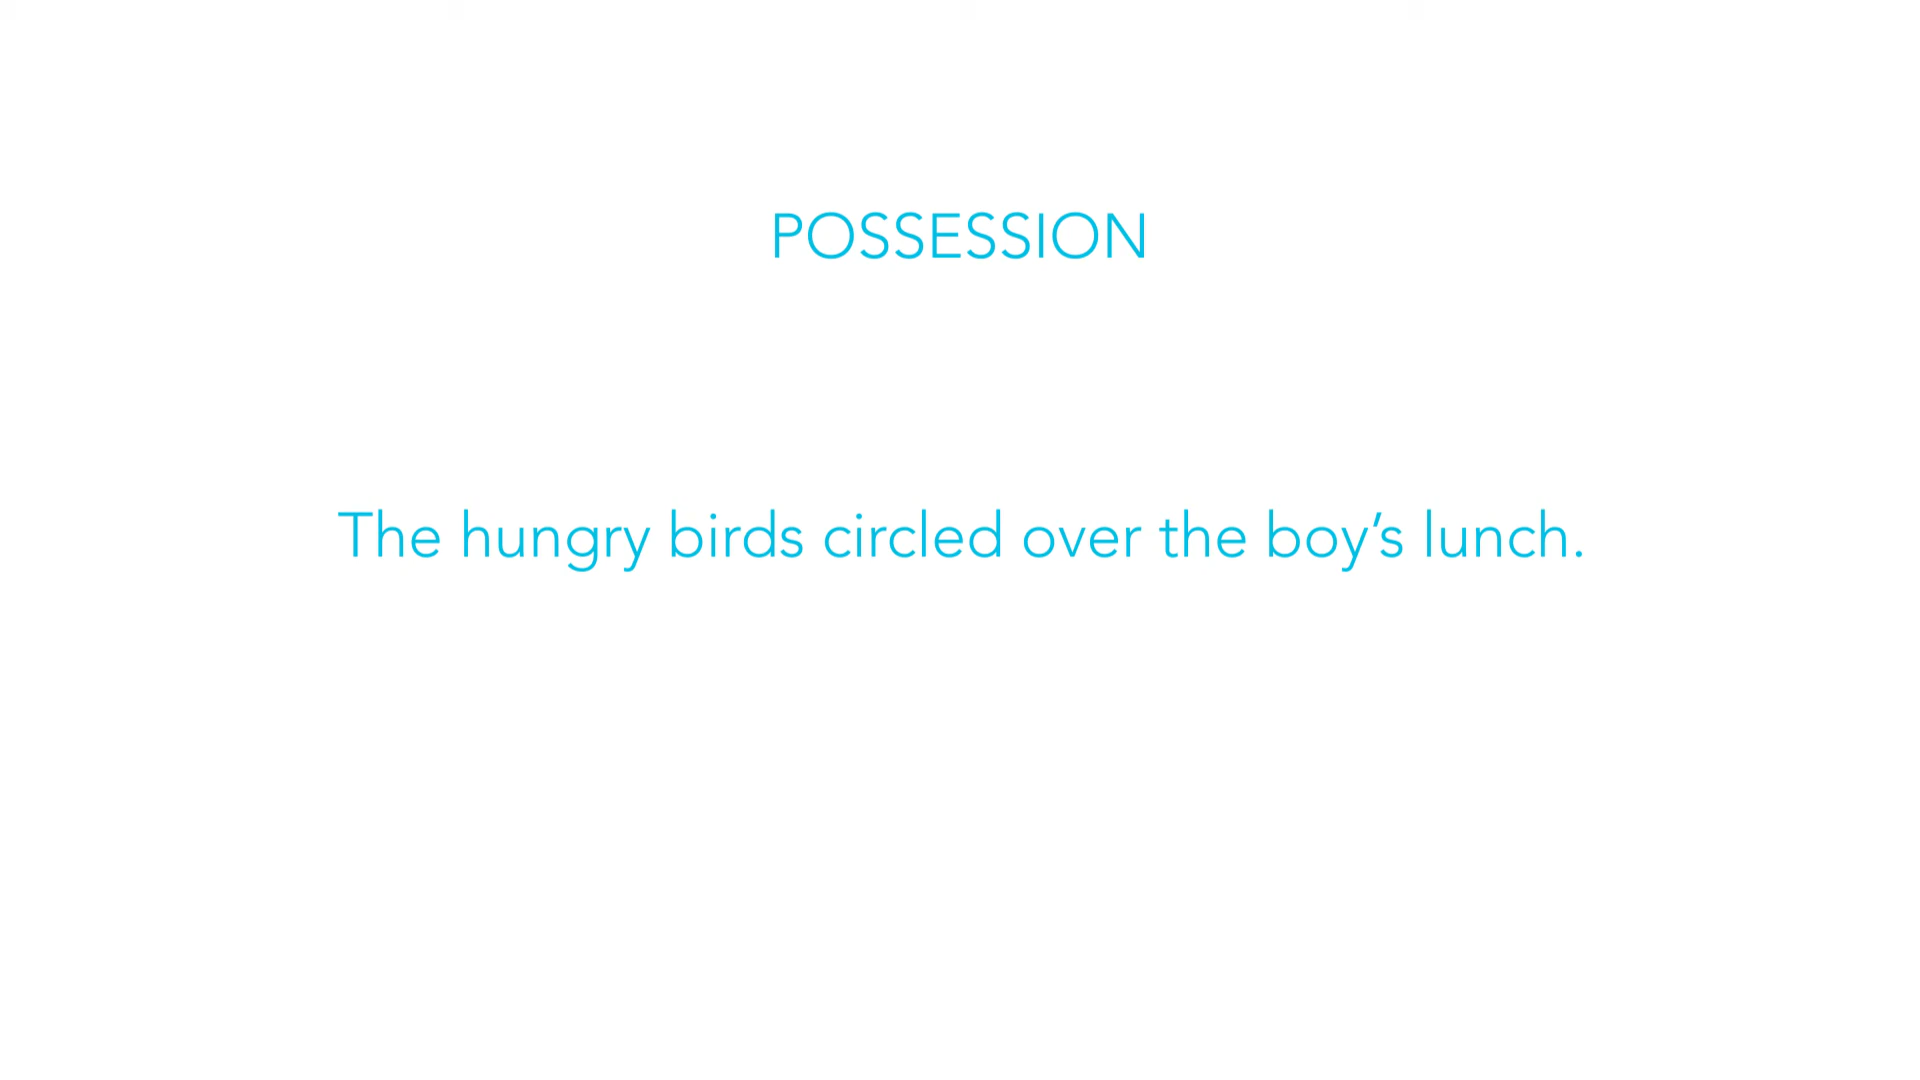 POSSESSION
The hungry birds circled over the boy’s lunch.